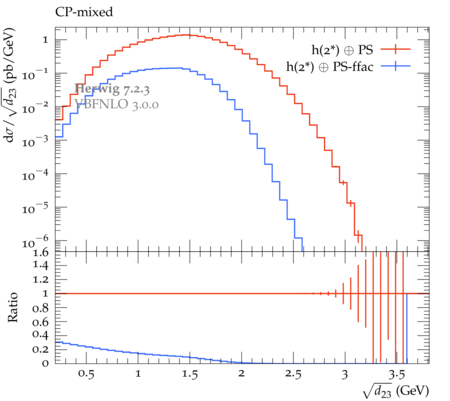 CP-mixed
dσ/√d₂₃ (pb/GeV)
1
10⁻¹
10⁻²
10⁻³
10⁻⁴
10⁻⁵
10⁻⁶
h(2*) ⊕ PS
h(2*) ⊕ PS-ffac
Herwig 7.2.3
VBFNLO 3.0.0
Ratio
1.6
1.4
1.2
1
0.8
0.6
0.4
0.2
0
0.5 1 1.5 2 2.5 3 3.5
√d₂₃ (GeV)